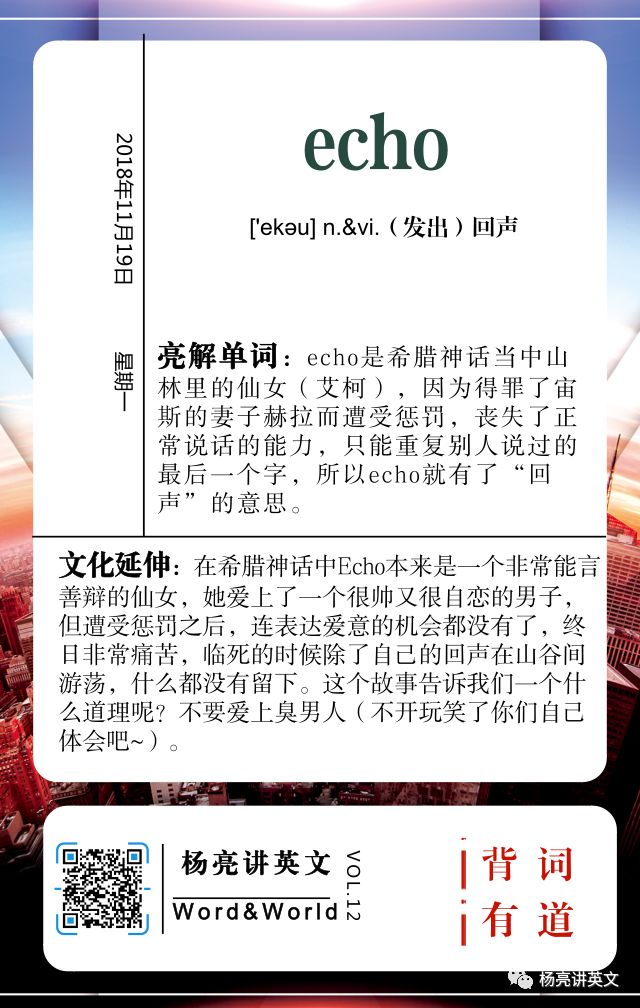 echo
['ekəu] n.&vi.（发出）回声
2018年11月19日
星期一
亮解单词：echo是希腊神话当中山
林里的仙女（艾柯），因为得罪了宙
斯的妻子赫拉而遭受惩罚，丧失了正
常说话的能力，只能重复别人说过的
最后一个字，所以echo就有了“回
声”的意思。
文化延伸：在希腊神话中Echo本来是一个非常能言
善辩的仙女，她爱上了一个很帅又很自恋的男子，
但遭受惩罚之后，连表达爱意的机会都没有了，终
日非常痛苦，临死的时候除了自己的回声在山谷间
游荡，什么都没有留下。这个故事告诉我们一个什
么道理呢？不要爱上臭男人（不开玩笑了你们自己
体会吧~）。
杨亮讲英文
Word&World
VOL.12
背词
有道
杨亮讲英文